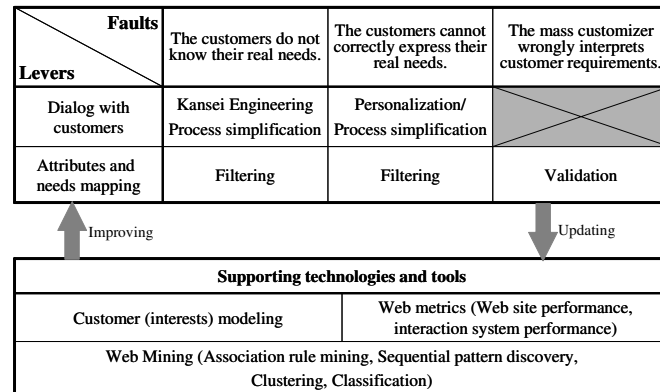 Faults
Levers
The customers do not
know their real needs.
The customers cannot
correctly express their
real needs.
The mass customizer
wrongly interprets
customer requirements.
Dialog with
customers
Kansei Engineering
Process simplification
Personalization/
Process simplification
Attributes and
needs mapping
Filtering
Filtering
Validation
Improving
Updating
Supporting technologies and tools
Customer (interests) modeling
Web metrics (Web site performance,
interaction system performance)
Web Mining (Association rule mining, Sequential pattern discovery,
Clustering, Classification)